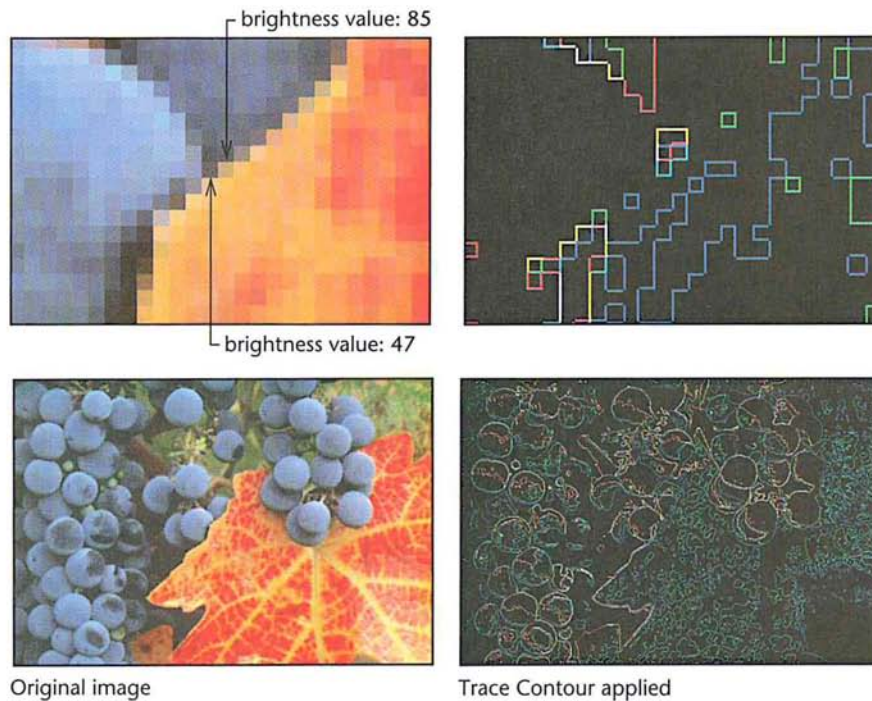 brightness value: 85
brightness value: 47
Original image
Trace Contour applied